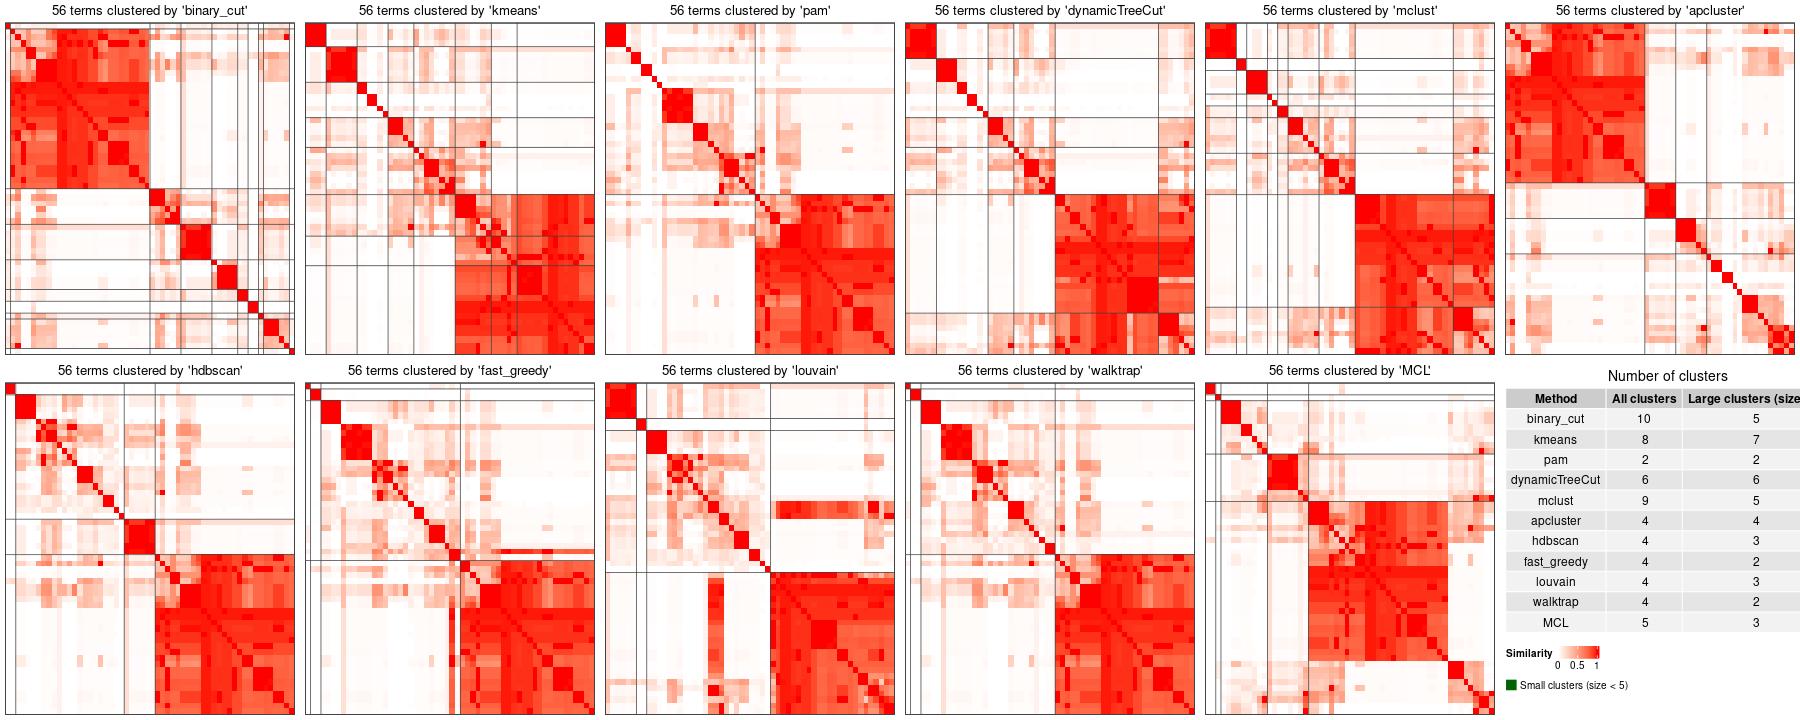 56 terms clustered by 'binary_cut'
56 terms clustered by 'kmeans'
56 terms clustered by 'pam'
56 terms clustered by 'dynamicTreeCut'
56 terms clustered by 'mclust'
56 terms clustered by 'apcluster'
56 terms clustered by 'hdbscan'
56 terms clustered by 'fast_greedy'
56 terms clustered by 'louvain'
56 terms clustered by 'walktrap'
56 terms clustered by 'MCL'
Number of clusters
Method All clusters Large clusters (size
binary_cut 10 5
kmeans 8 7
pam 2 2
dynamicTreeCut 6 6
mclust 9 5
apcluster 4 4
hdbscan 4 3
fast_greedy 4 2
louvain 4 3
walktrap 4 2
MCL 5 3
Similarity
0 0.5 1
Small clusters (size < 5)